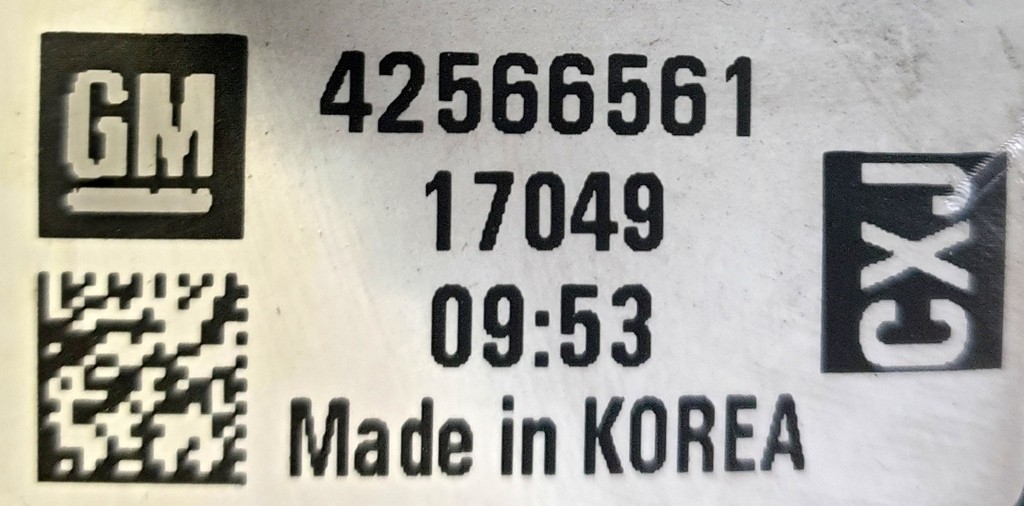 GM
42566561
17049
09:53
Made in KOREA
CXJ